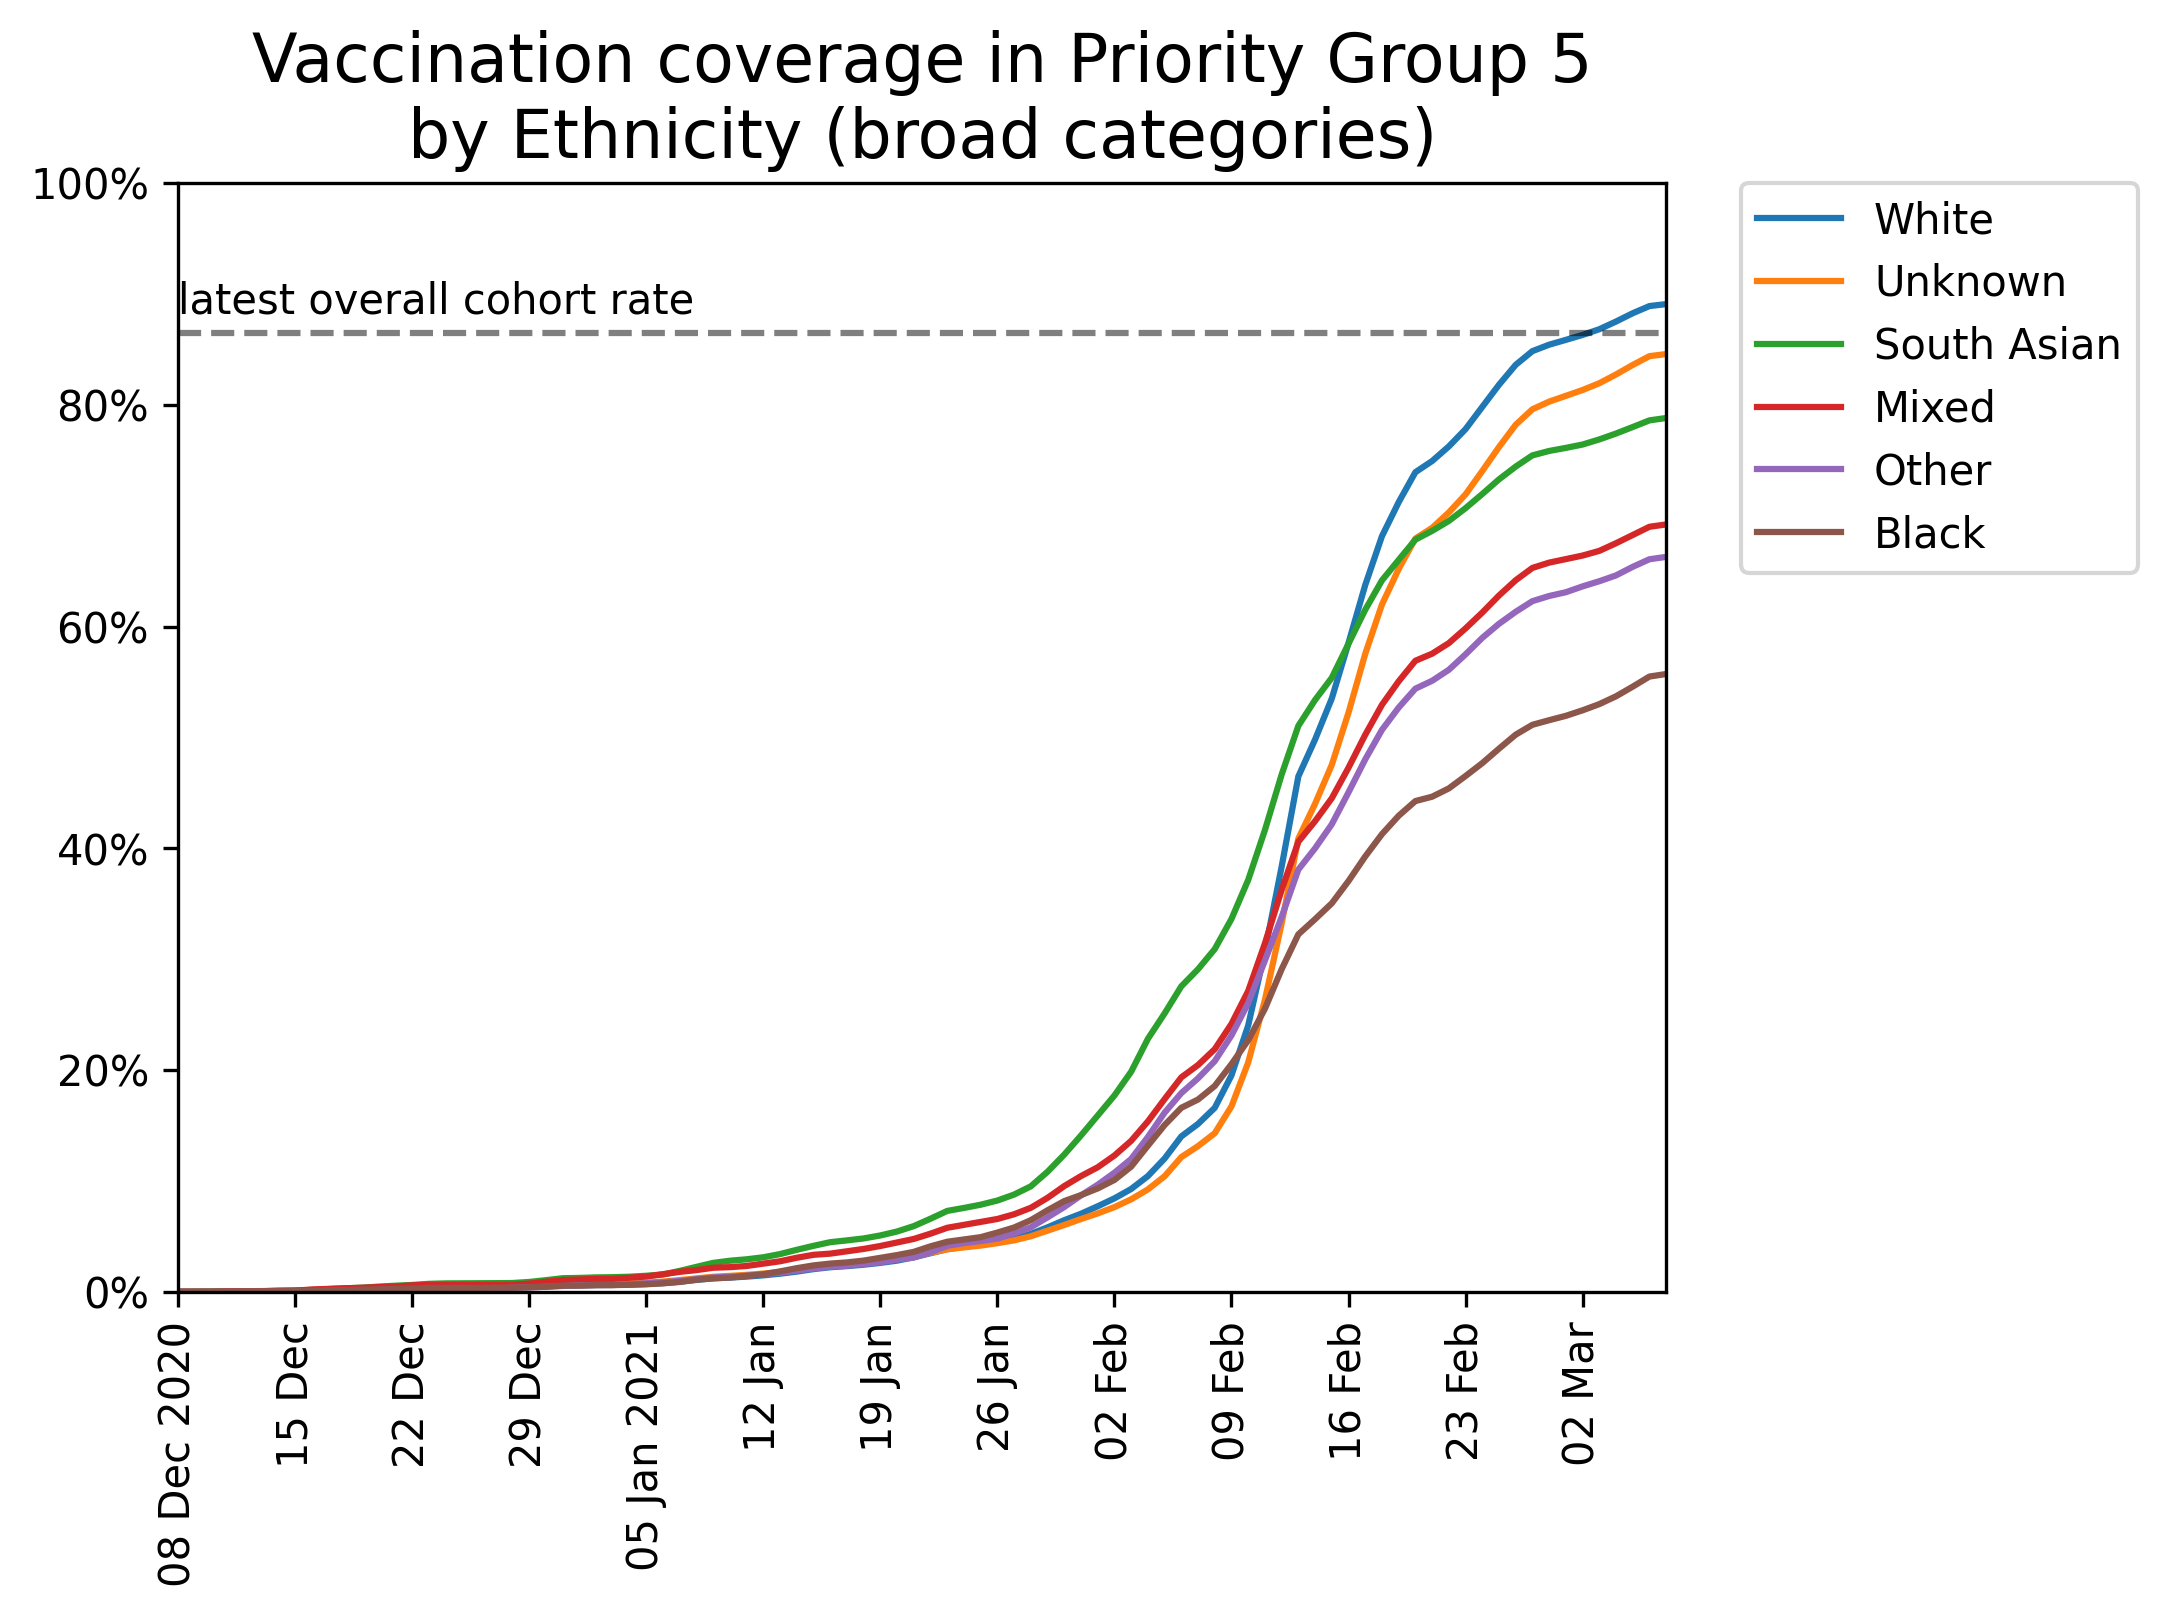 Vaccination coverage in Priority Group 5
by Ethnicity (broad categories)
100%
80%
60%
40%
20%
0%
latest overall cohort rate
White
Unknown
South Asian
Mixed
Other
Black
08 Dec 2020
15 Dec
22 Dec
29 Dec
05 Jan 2021
12 Jan
19 Jan
26 Jan
02 Feb
09 Feb
16 Feb
23 Feb
02 Mar